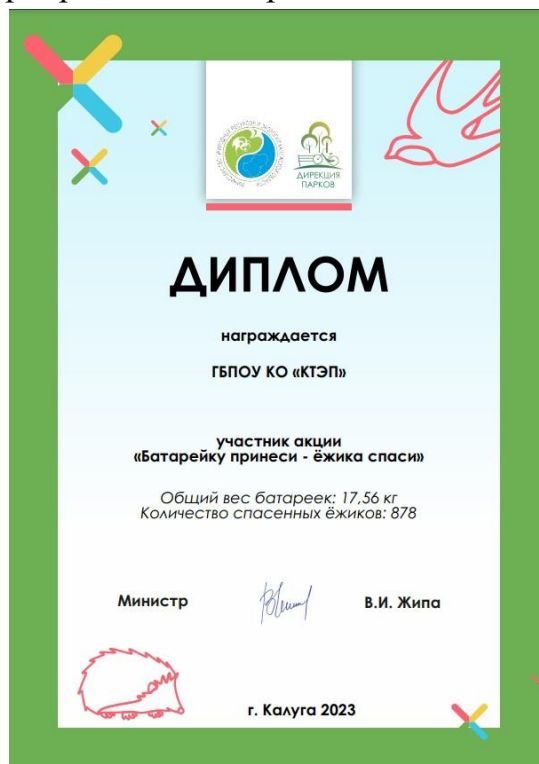 ДИРЕКЦИЯ
ПАРКОВ
ДИПЛОМ
награждается
ГБПОУ КО «КТЭП»
участник акции
«Батарейку принеси - ёжика спаси»
Общий вес батареек: 17,56 кг
Количество спасенных ёжиков: 878
Министр В.И. Жипа
г. Калуга 2023